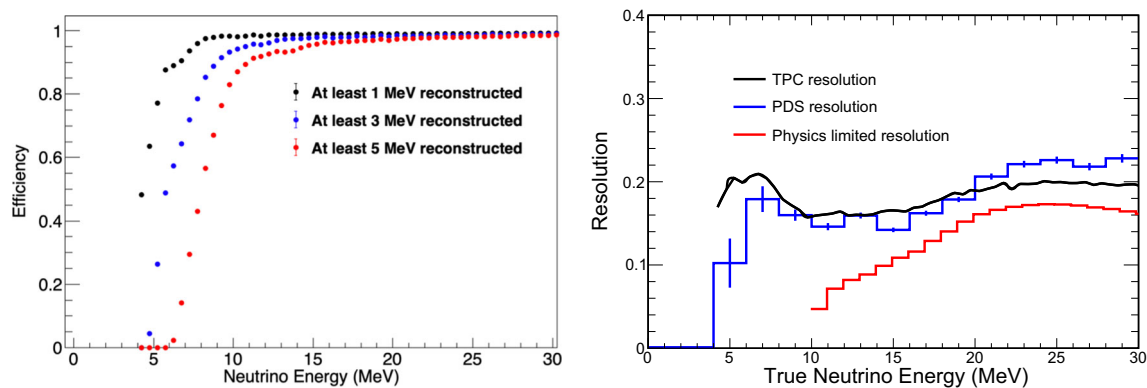 1
0.8
0.6
0.4
0.2
0
Efficiency
At least 1 MeV reconstructed
At least 3 MeV reconstructed
At least 5 MeV reconstructed
0 5 10 15 20 25 30
Neutrino Energy (MeV)
0.4
0.3
0.2
0.1
0
Resolution
TPC resolution
PDS resolution
Physics limited resolution
0 5 10 15 20 25 30
True Neutrino Energy (MeV)